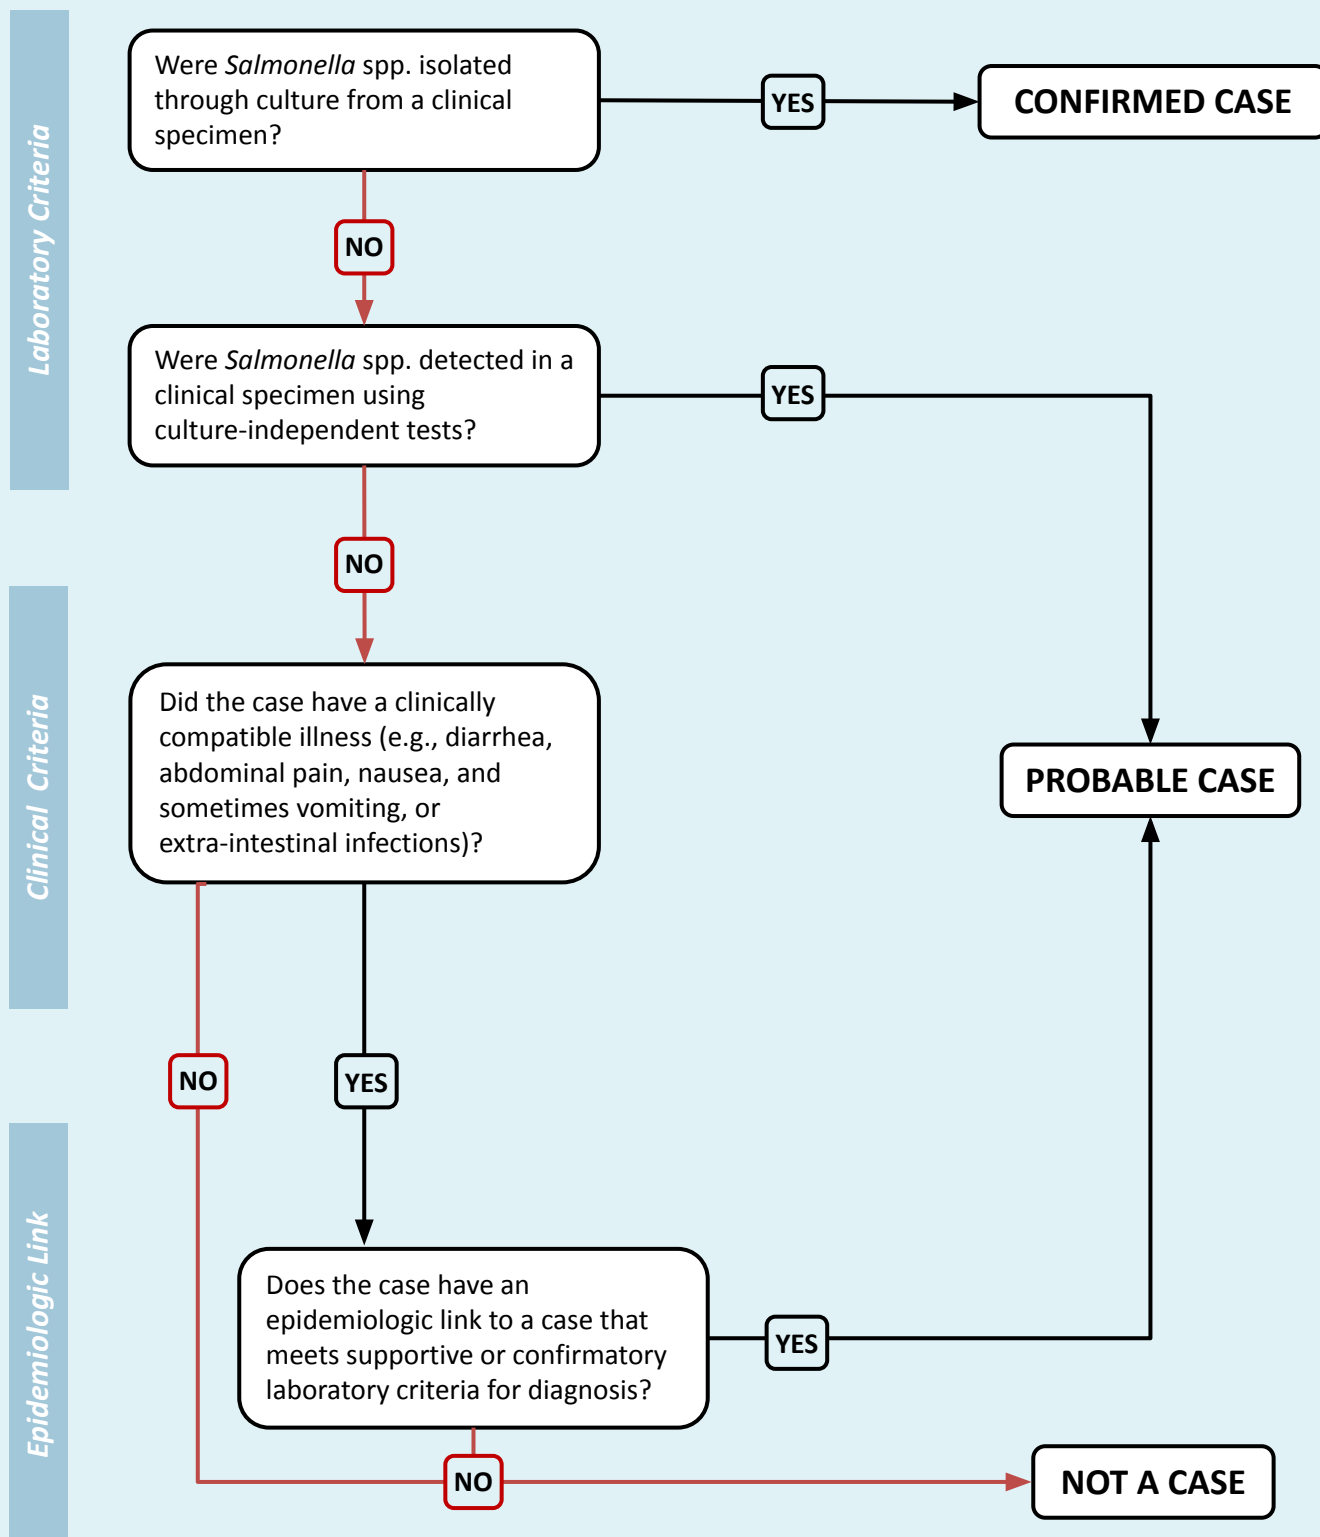 Laboratory Criteria
Were Salmonella spp. isolated
through culture from a clinical
specimen?
YES
CONFIRMED CASE
NO
Were Salmonella spp. detected in a
clinical specimen using
culture-independent tests?
YES
NO
Clinical Criteria
Did the case have a clinically
compatible illness (e.g., diarrhea,
abdominal pain, nausea, and
sometimes vomiting, or
extra-intestinal infections)?
PROBABLE CASE
NO
YES
Epidemiologic Link
Does the case have an
epidemiologic link to a case that
meets supportive or confirmatory
laboratory criteria for diagnosis?
YES
NO
NOT A CASE